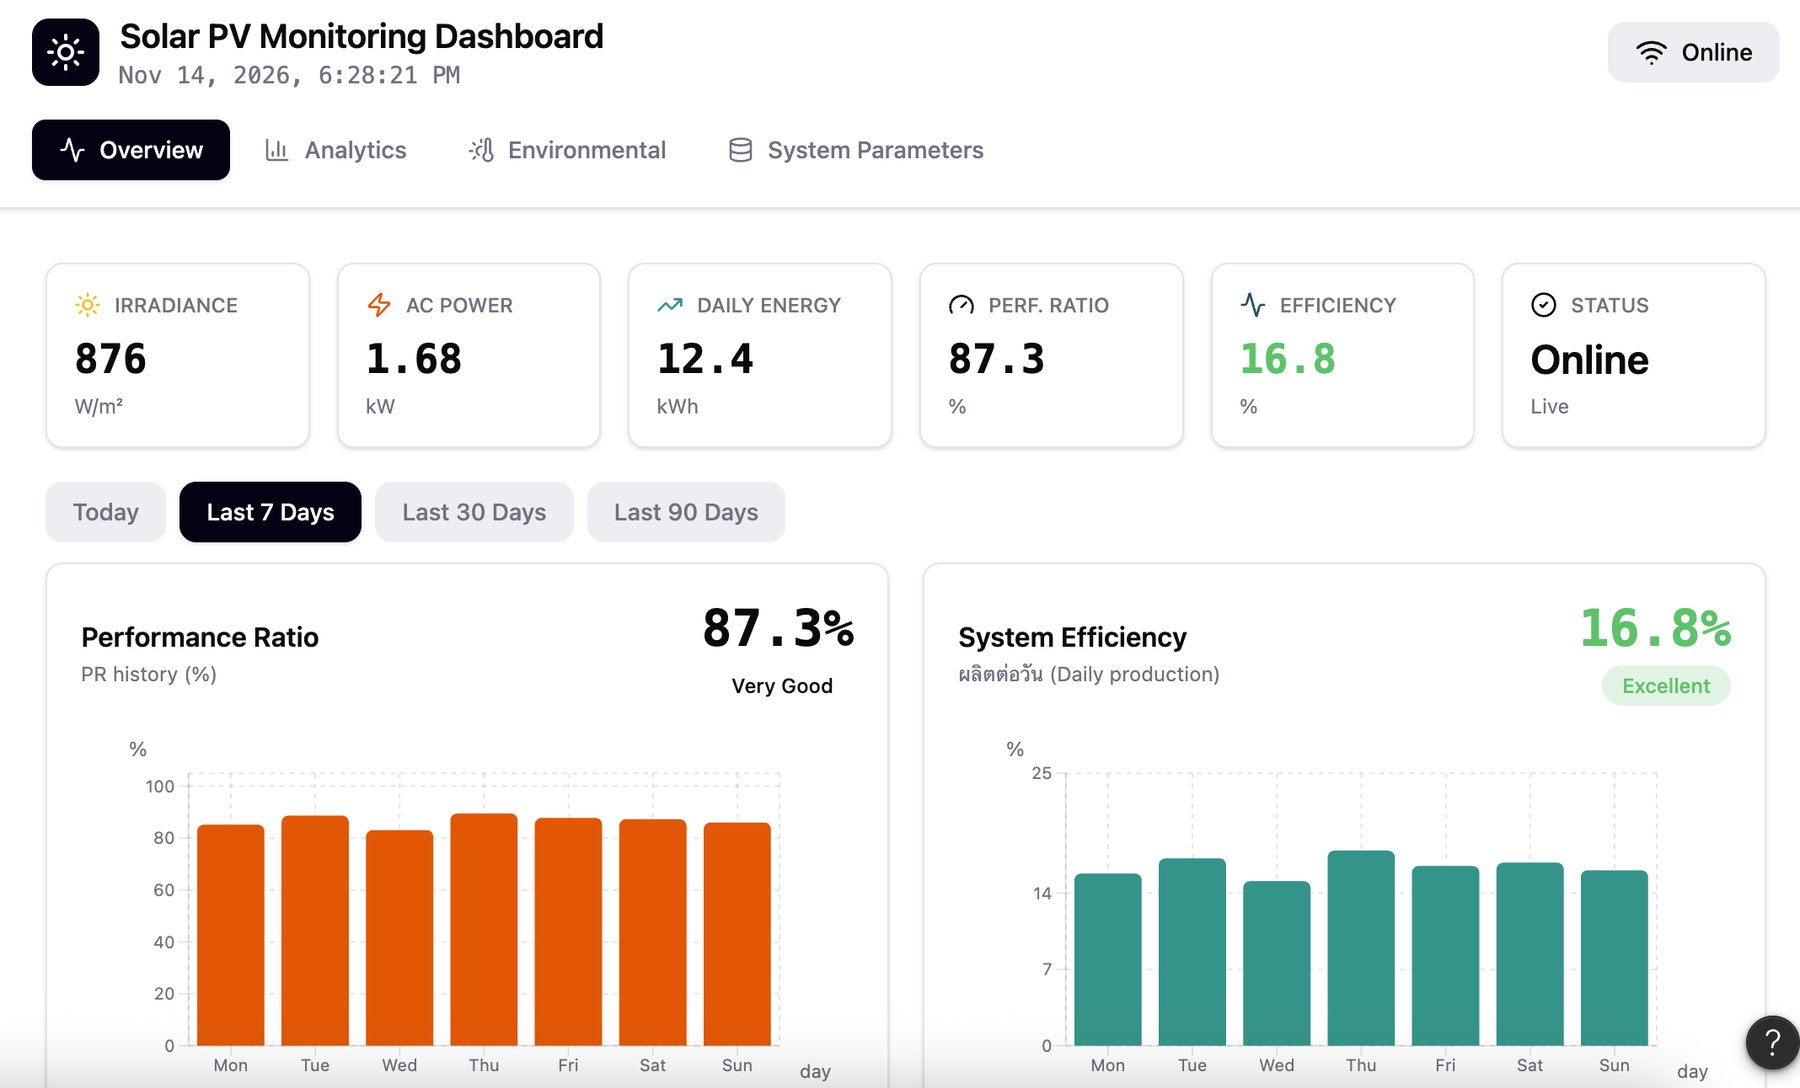 Solar PV Monitoring Dashboard
Nov 14, 2026, 6:28:21 PM
Online
Overview
Analytics
Environmental
System Parameters
IRRADIANCE
876
W/m²
AC POWER
1.68
kW
DAILY ENERGY
12.4
kWh
PERF. RATIO
87.3
%
EFFICIENCY
16.8
%
STATUS
Online
Live
Today
Last 7 Days
Last 30 Days
Last 90 Days
Performance Ratio
PR history (%)
87.3%
Very Good
%
100
80
60
40
20
0
Mon Tue Wed Thu Fri Sat Sun
day
System Efficiency
ผลิตต่อวัน (Daily production)
16.8%
Excellent
%
25
14
7
0
Mon Tue Wed Thu Fri Sat Sun
day
?